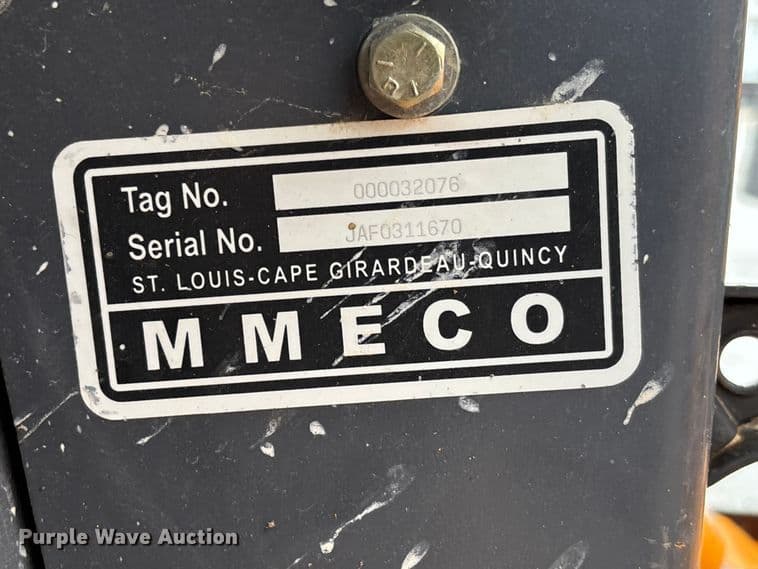 Tag No. 000032076
Serial No. JAF0311670
ST. LOUIS-CAPE GIRARDEAU-QUINCY
MMECO
Purple Wave Auction